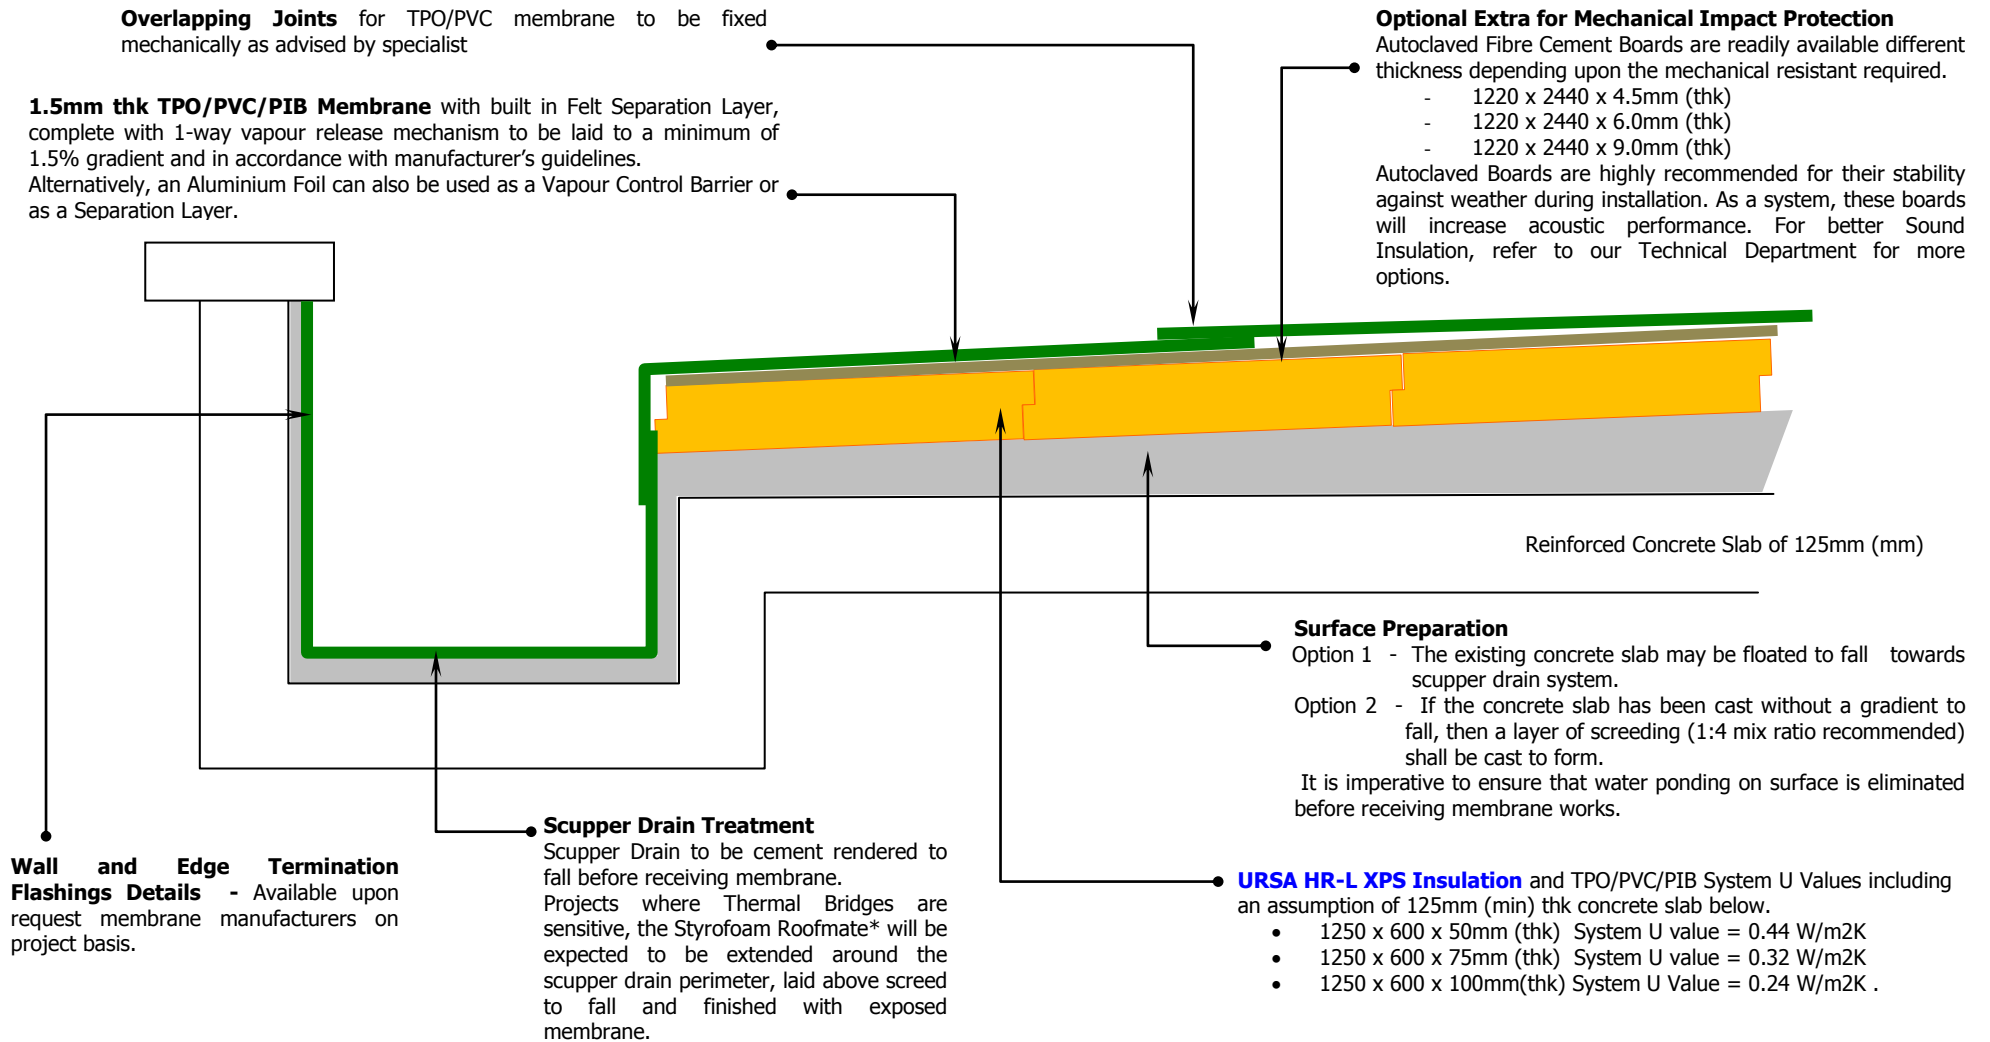 Overlapping Joints for TPO/PVC membrane to be fixed
mechanically as advised by specialist
1.5mm thk TPO/PVC/PIB Membrane with built in Felt Separation Layer,
complete with 1-way vapour release mechanism to be laid to a minimum of
1.5% gradient and in accordance with manufacturer's guidelines.
Alternatively, an Aluminium Foil can also be used as a Vapour Control Barrier or
as a Separation Layer.
Optional Extra for Mechanical Impact Protection
Autoclaved Fibre Cement Boards are readily available different
thickness depending upon the mechanical resistant required.
- 1220 x 2440 x 4.5mm (thk)
- 1220 x 2440 x 6.0mm (thk)
- 1220 x 2440 x 9.0mm (thk)
Autoclaved Boards are highly recommended for their stability
against weather during installation. As a system, these boards
will increase acoustic performance. For better Sound
Insulation, refer to our Technical Department for more
options.
Reinforced Concrete Slab of 125mm (mm)
Surface Preparation
Option 1 - The existing concrete slab may be floated to fall towards
scupper drain system.
Option 2 - If the concrete slab has been cast without a gradient to
fall, then a layer of screeding (1:4 mix ratio recommended)
shall be cast to form.
It is imperative to ensure that water ponding on surface is eliminated
before receiving membrane works.
Wall and Edge Termination
Flashings Details - Available upon
request membrane manufacturers on
project basis.
Scupper Drain Treatment
Scupper Drain to be cement rendered to
fall before receiving membrane.
Projects where Thermal Bridges are
sensitive, the Styrofoam Roofmate* will be
expected to be extended around the
scupper drain perimeter, laid above screed
to fall and finished with exposed
membrane.
URSA HR-L XPS Insulation and TPO/PVC/PIB System U Values including
an assumption of 125mm (min) thk concrete slab below.
• 1250 x 600 x 50mm (thk) System U value = 0.44 W/m2K
• 1250 x 600 x 75mm (thk) System U value = 0.32 W/m2K
• 1250 x 600 x 100mm(thk) System U Value = 0.24 W/m2K .